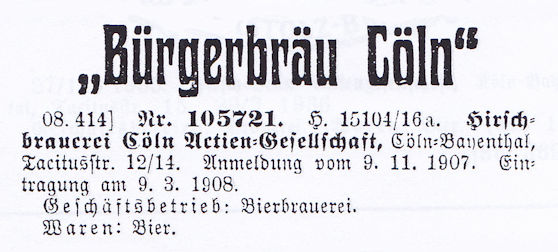 „Bürgerbräu Cöln“
08. 414] Nr. 105721. H. 15104/16a. Hirsch-
brauerei Cöln Actien-Gesellschaft, Cöln-Bayenthal,
Tacitusstr. 12/14. Anmeldung vom 9. 11. 1907. Ein-
tragung am 9. 3. 1908.
Geschäftsbetrieb: Bierbrauerei.
Waren: Bier.